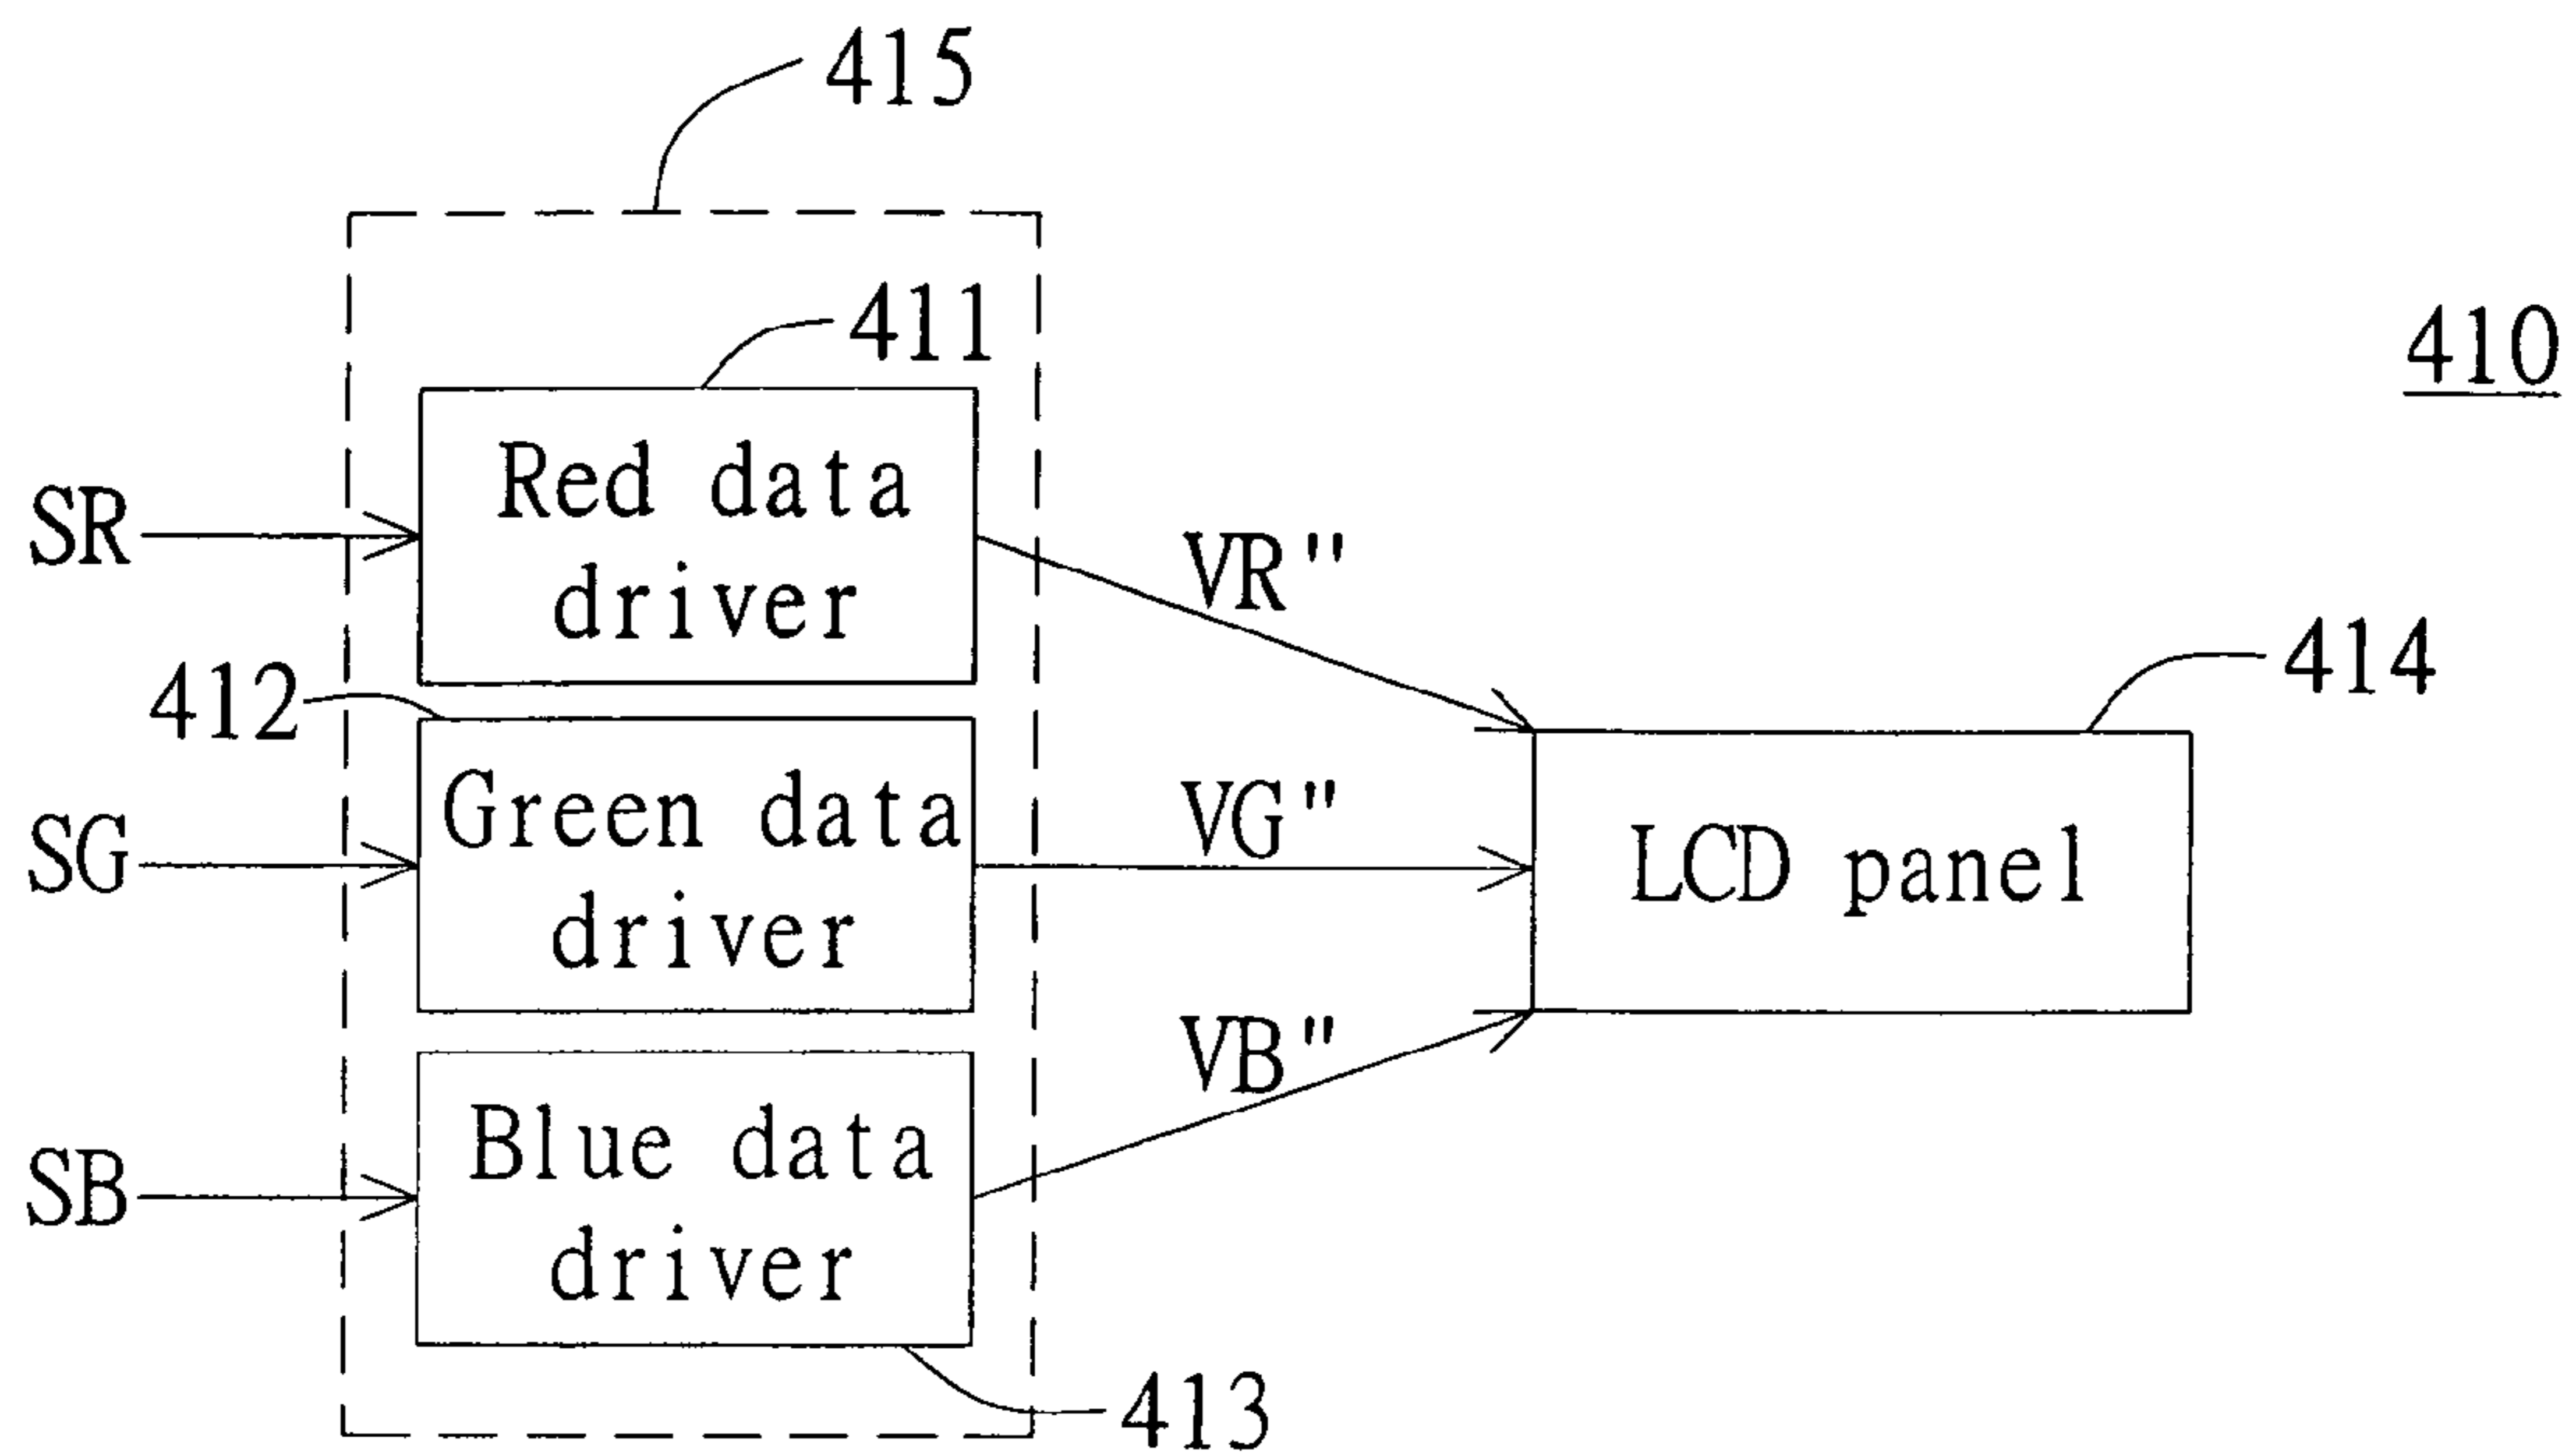 415
411
410
Red data
driver
SR
VR"
412
414
Green data
driver
SG
VG"
LCD panel
VB"
Blue data
driver
SB
413